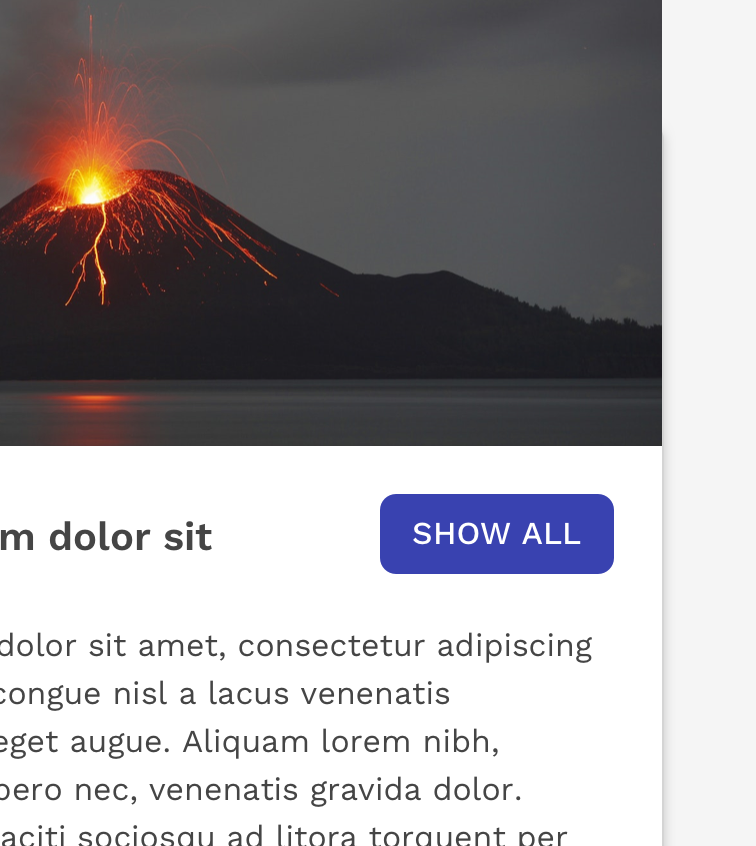 m dolor sit
SHOW ALL
dolor sit amet, consectetur adipiscing
congue nisl a lacus venenatis
eget augue. Aliquam lorem nibh,
bero nec, venenatis gravida dolor.
aciti sociosqu ad litora torquent per